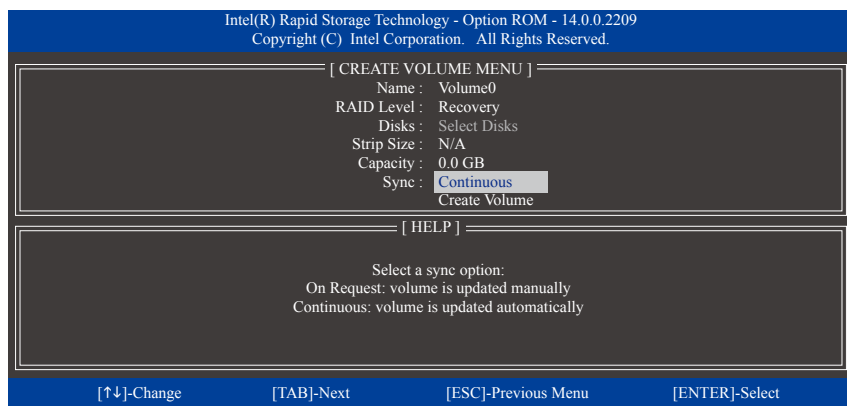 Intel(R) Rapid Storage Technology - Option ROM - 14.0.0.2209
Copyright (C) Intel Corporation. All Rights Reserved.
[ CREATE VOLUME MENU ]
Name : Volume0
RAID Level : Recovery
Disks : Select Disks
Strip Size : N/A
Capacity : 0.0 GB
Sync : Continuous
Create Volume
[ HELP ]
Select a sync option:
On Request: volume is updated manually
Continuous: volume is updated automatically
[↑↓]-Change [TAB]-Next [ESC]-Previous Menu [ENTER]-Select